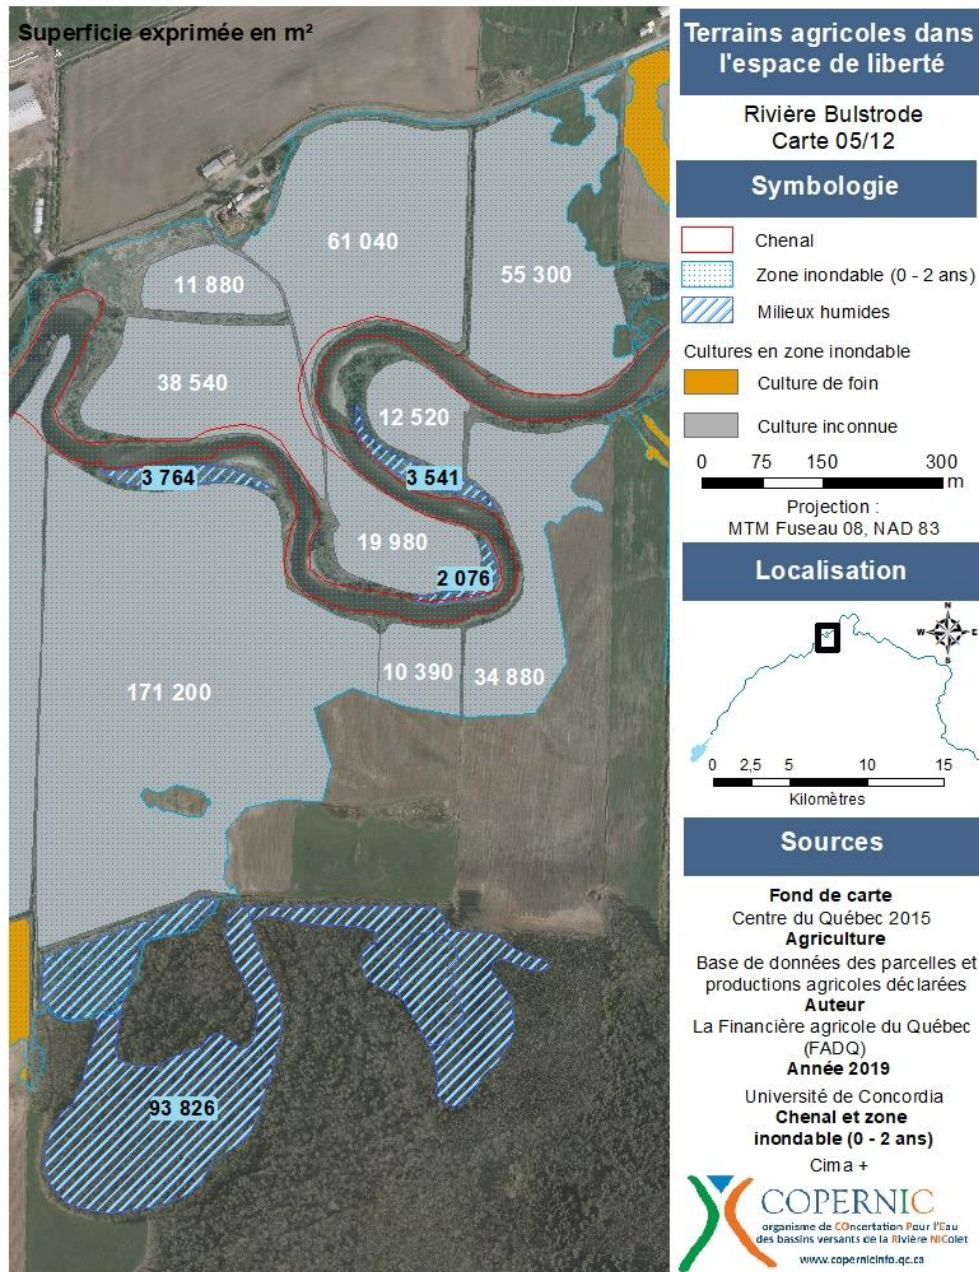 Superficie exprimée en m²
61 040
55 300
11 880
38 540
12 520
3 764
3 541
19 980
2 076
171 200
10 390
34 880
93 826
Terrains agricoles dans
l'espace de liberté
Rivière Bulstrode
Carte 05/12
Symbologie
Chenal
Zone inondable (0 - 2 ans)
Milieux humides
Cultures en zone inondable
Culture de foin
Culture inconnue
0 75 150 300
m
Projection :
MTM Fuseau 08, NAD 83
Localisation
N
W E
S
0 2,5 5 10 15
Kilomètres
Sources
Fond de carte
Centre du Québec 2015
Agriculture
Base de données des parcelles et
productions agricoles déclarées
Auteur
La Financière agricole du Québec
(FADQ)
Année 2019
Université de Concordia
Chenal et zone
inondable (0 - 2 ans)
Cima +
COPERNIC
organisme de COncertation Pour l'Eau
des bassins versants de la Rivière NIColet
www.copernicinfo.qc.ca